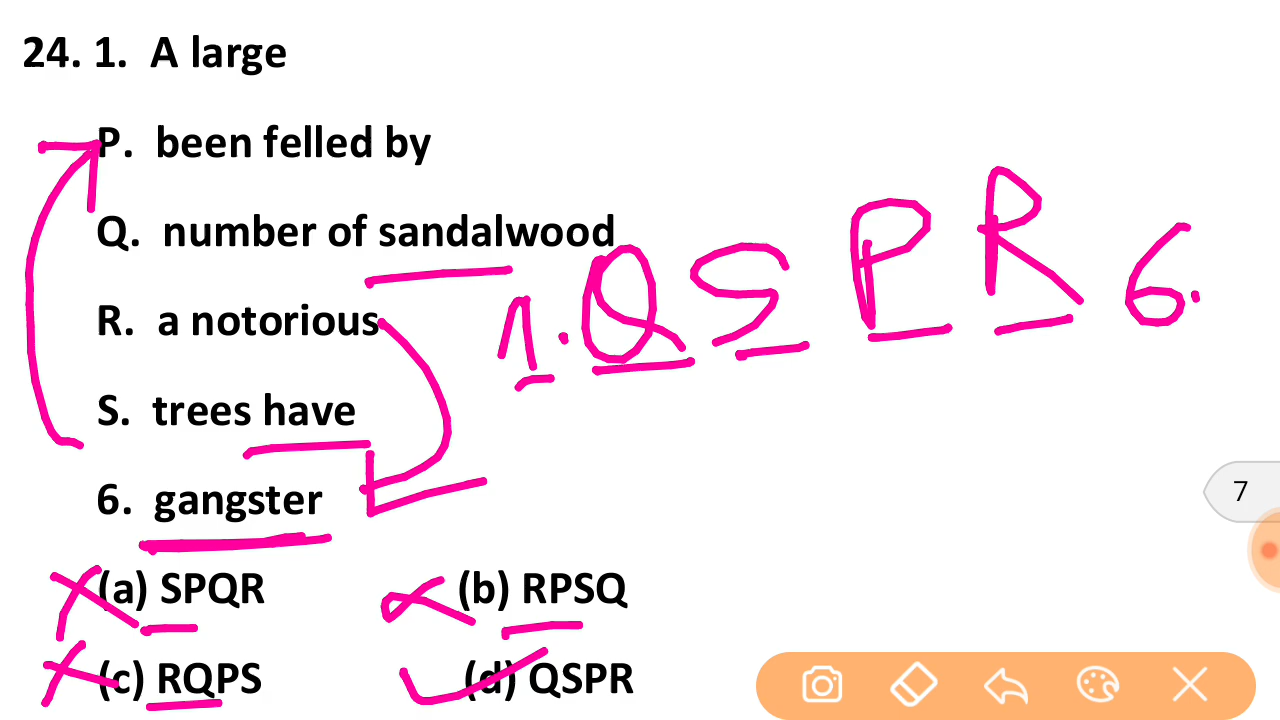 24. 1. A large
P. been felled by
Q. number of sandalwood
R. a notorious
1. Q S P R 6.
S. trees have
6. gangster
7
(a) SPQR (b) RPSQ
(c) RQPS (d) QSPR